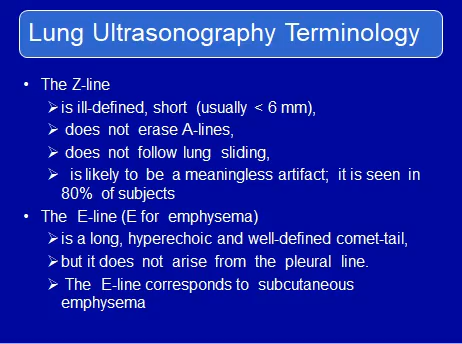 Lung Ultrasonography Terminology
• The Z-line
➢ is ill-defined, short (usually < 6 mm),
➢ does not erase A-lines,
➢ does not follow lung sliding,
➢ is likely to be a meaningless artifact; it is seen in
80% of subjects
• The E-line (E for emphysema)
➢ is a long, hyperechoic and well-defined comet-tail,
➢ but it does not arise from the pleural line.
➢ The E-line corresponds to subcutaneous
emphysema